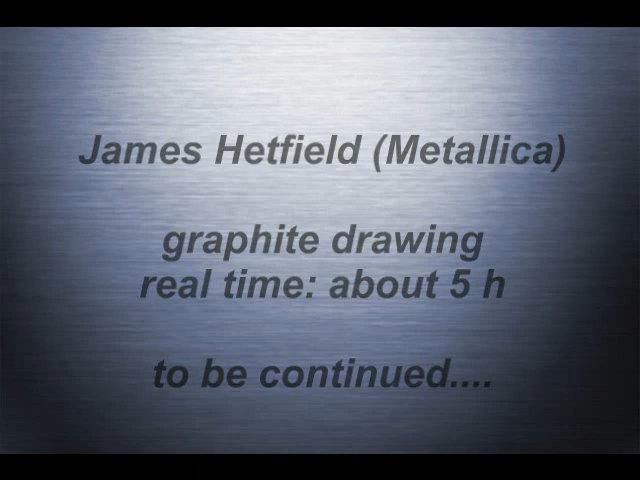 James Hetfield (Metallica)
graphite drawing
real time: about 5 h
to be continued....